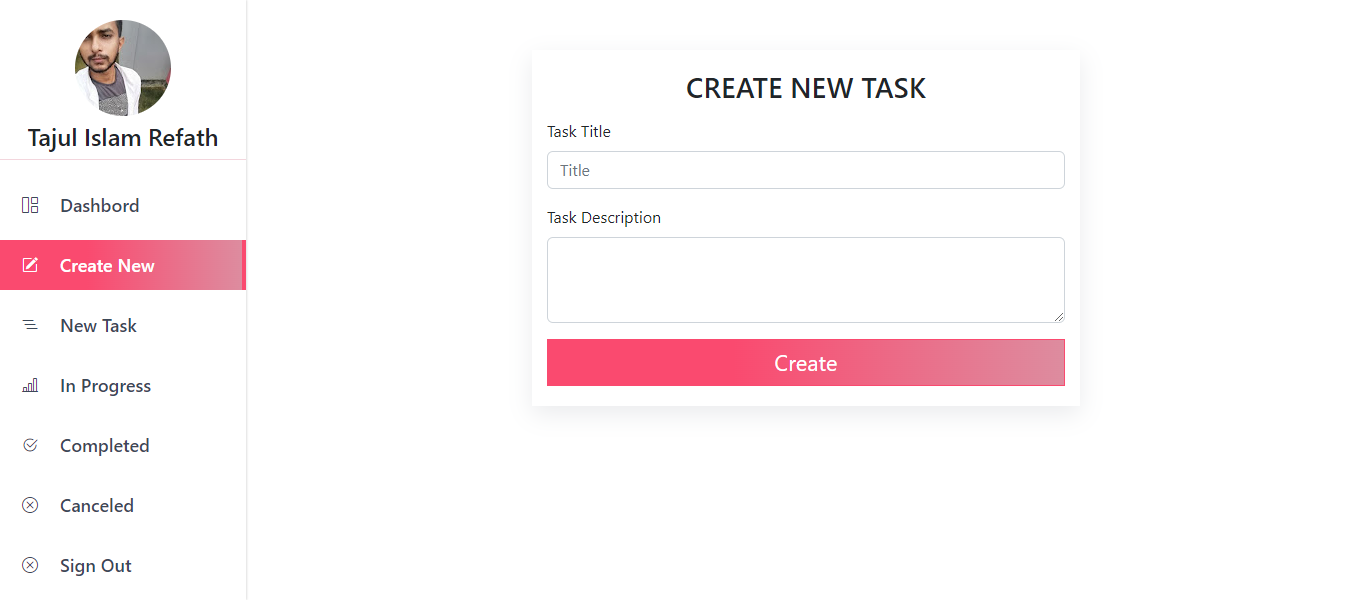 Tajul Islam Refath
Dashbord
Create New
New Task
In Progress
Completed
Canceled
Sign Out
CREATE NEW TASK
Task Title
Title
Task Description
Create